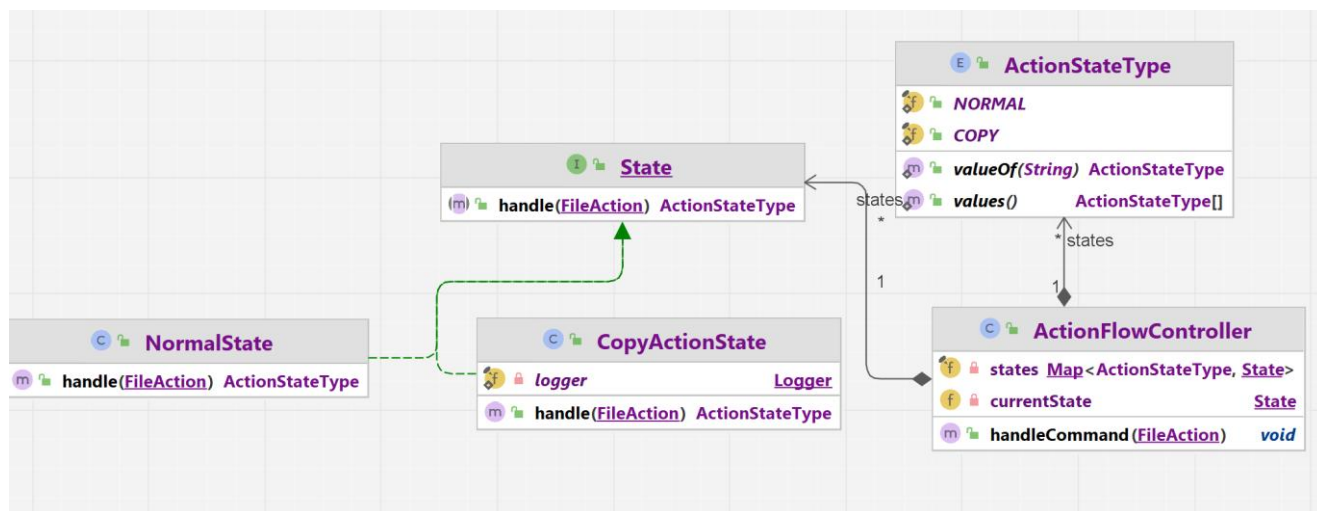 E ActionStateType
f NORMAL
f COPY
m valueOf(String) ActionStateType
m values() ActionStateType[]
I State
(m) handle(FileAction) ActionStateType
states
*
* states
1
1
C NormalState
m handle(FileAction) ActionStateType
C CopyActionState
f logger Logger
m handle(FileAction) ActionStateType
C ActionFlowController
f states Map<ActionStateType, State>
f currentState State
m handleCommand(FileAction) void